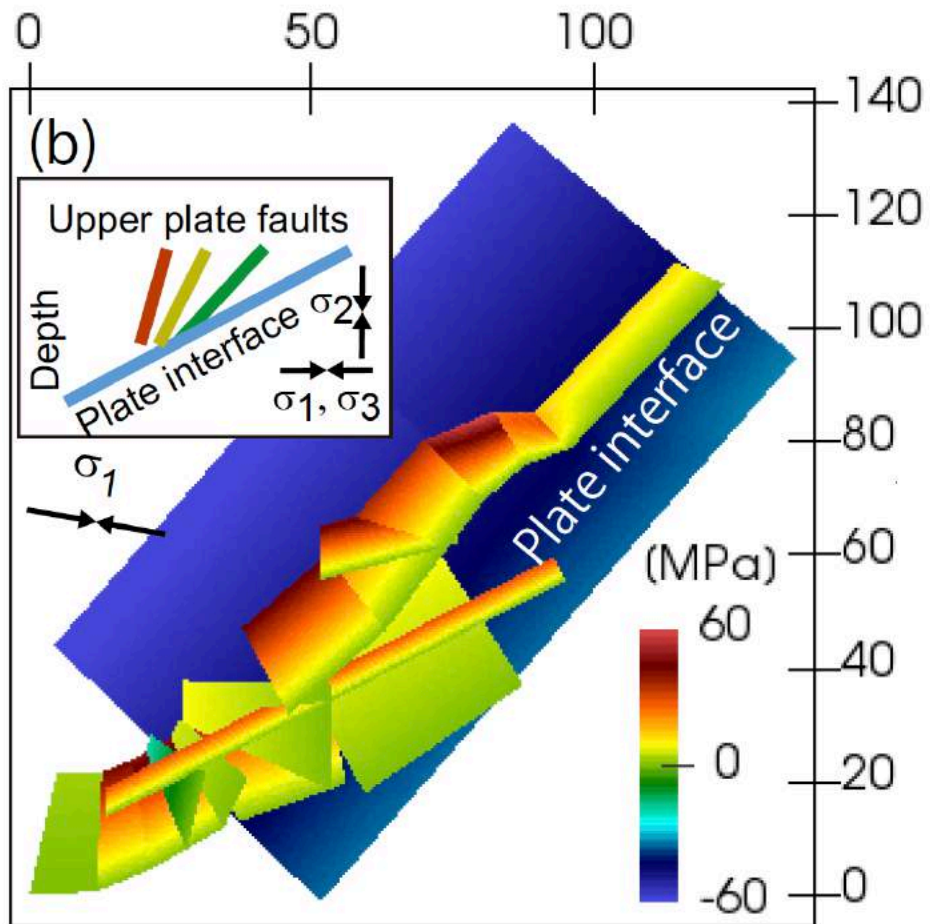 0 50 100
140
(b)
Upper plate faults
120
Depth
σ2
100
Plate interface
σ1, σ3
Plate interface
80
σ1
60
(MPa)
60
40
0
20
-60
0